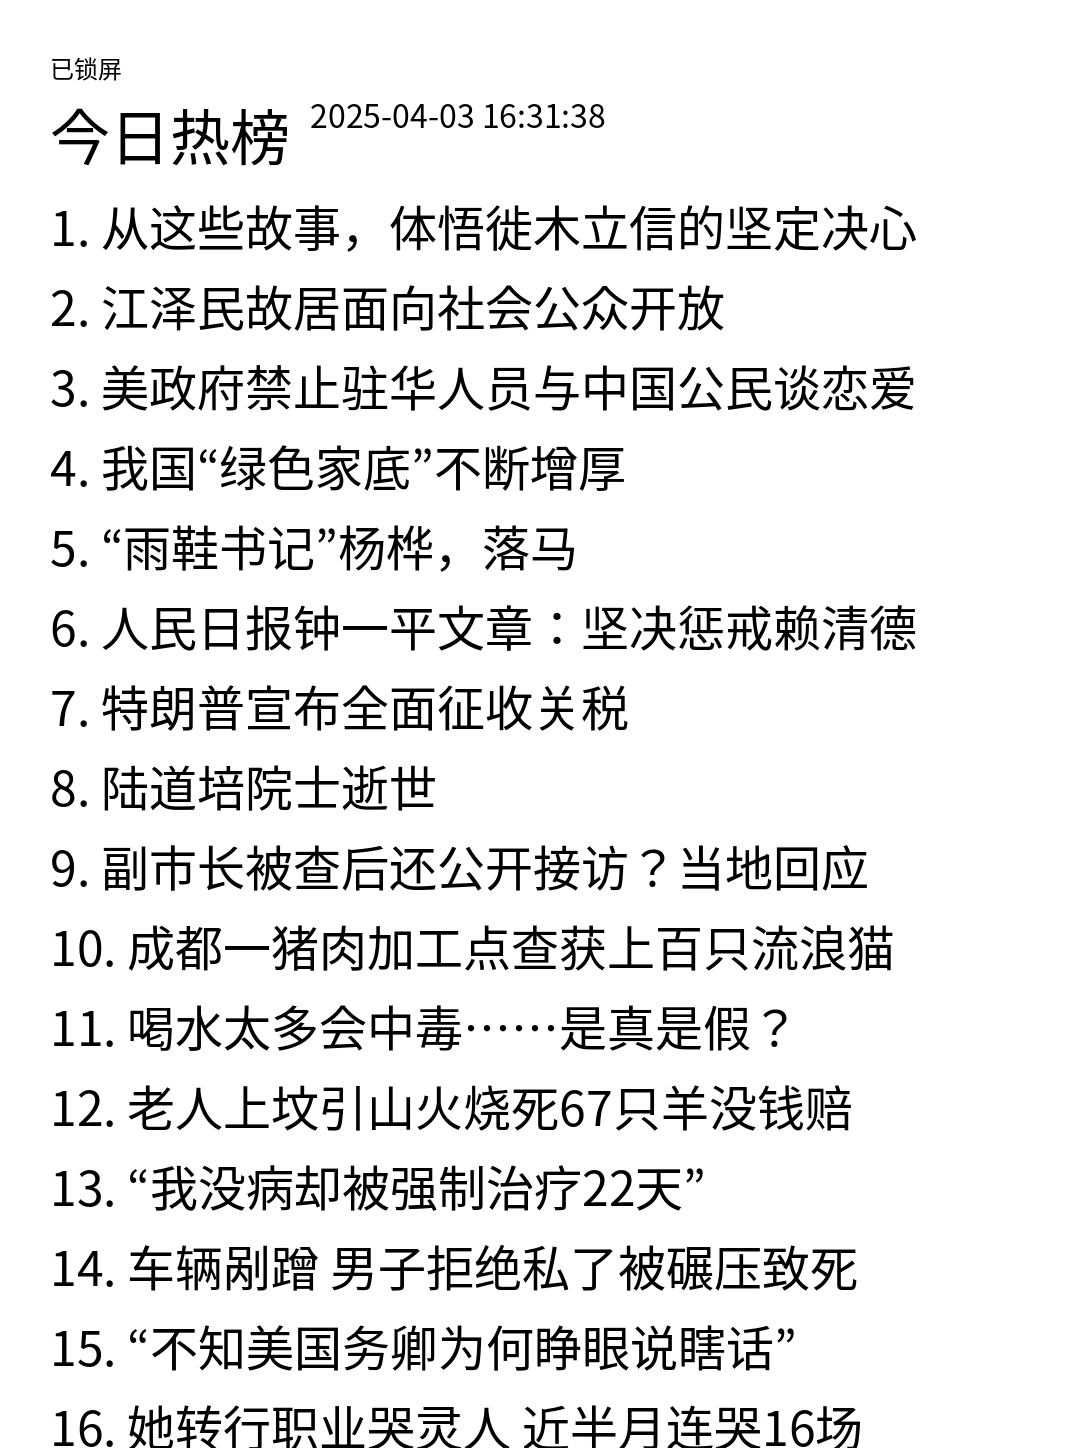 已锁屏
今日热榜 2025-04-03 16:31:38
1. 从这些故事，体悟徙木立信的坚定决心
2. 江泽民故居面向社会公众开放
3. 美政府禁止驻华人员与中国公民谈恋爱
4. 我国“绿色家底”不断增厚
5. “雨鞋书记”杨桦，落马
6. 人民日报钟一平文章：坚决惩戒赖清德
7. 特朗普宣布全面征收关税
8. 陆道培院士逝世
9. 副市长被查后还公开接访？当地回应
10. 成都一猪肉加工点查获上百只流浪猫
11. 喝水太多会中毒……是真是假？
12. 老人上坟引山火烧死67只羊没钱赔
13. “我没病却被强制治疗22天”
14. 车辆剐蹭 男子拒绝私了被碾压致死
15. “不知美国务卿为何睁眼说瞎话”
16. 她转行职业哭灵人 近半月连哭16场